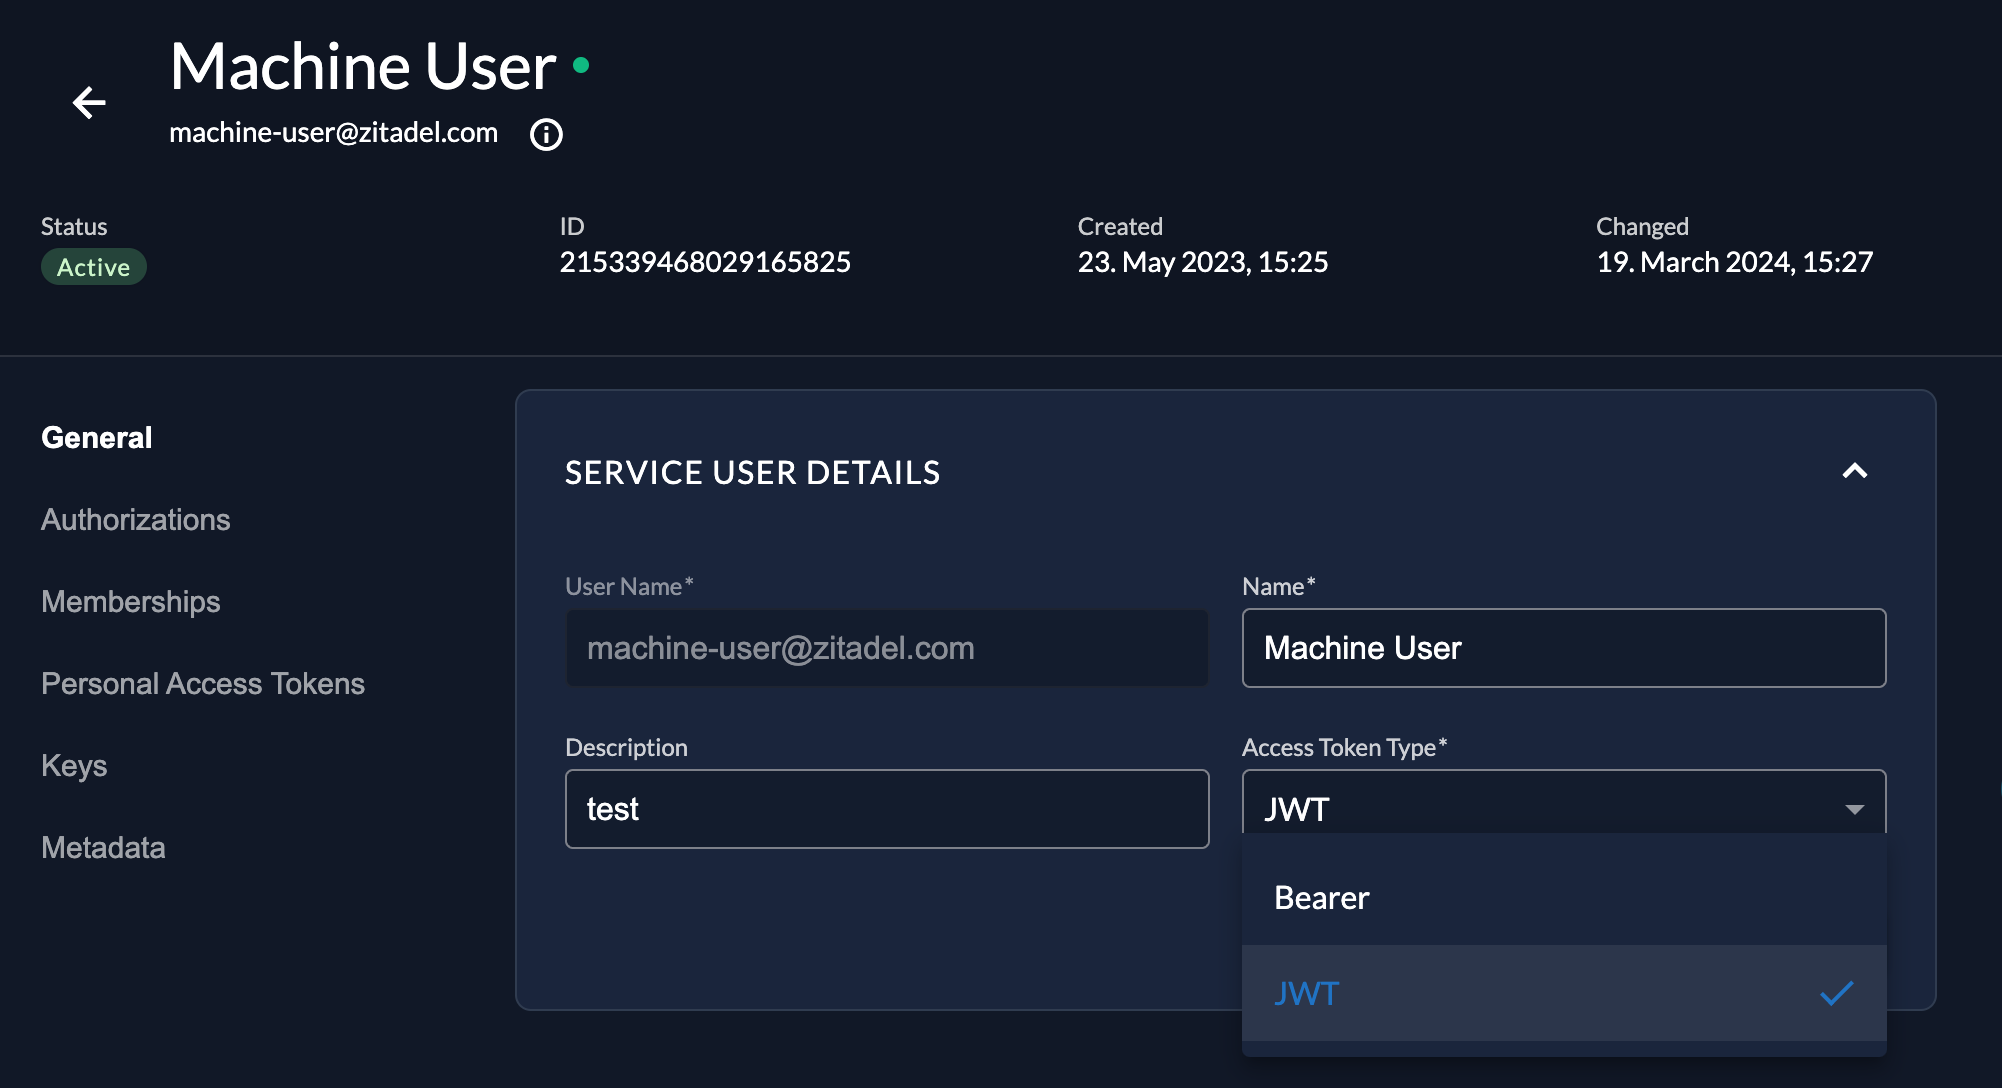 Machine User
machine-user@zitadel.com
Status
Active
ID
215339468029165825
Created
23. May 2023, 15:25
Changed
19. March 2024, 15:27
General
Authorizations
Memberships
Personal Access Tokens
Keys
Metadata
SERVICE USER DETAILS
User Name*
machine-user@zitadel.com
Name*
Machine User
Description
test
Access Token Type*
JWT
Bearer
JWT